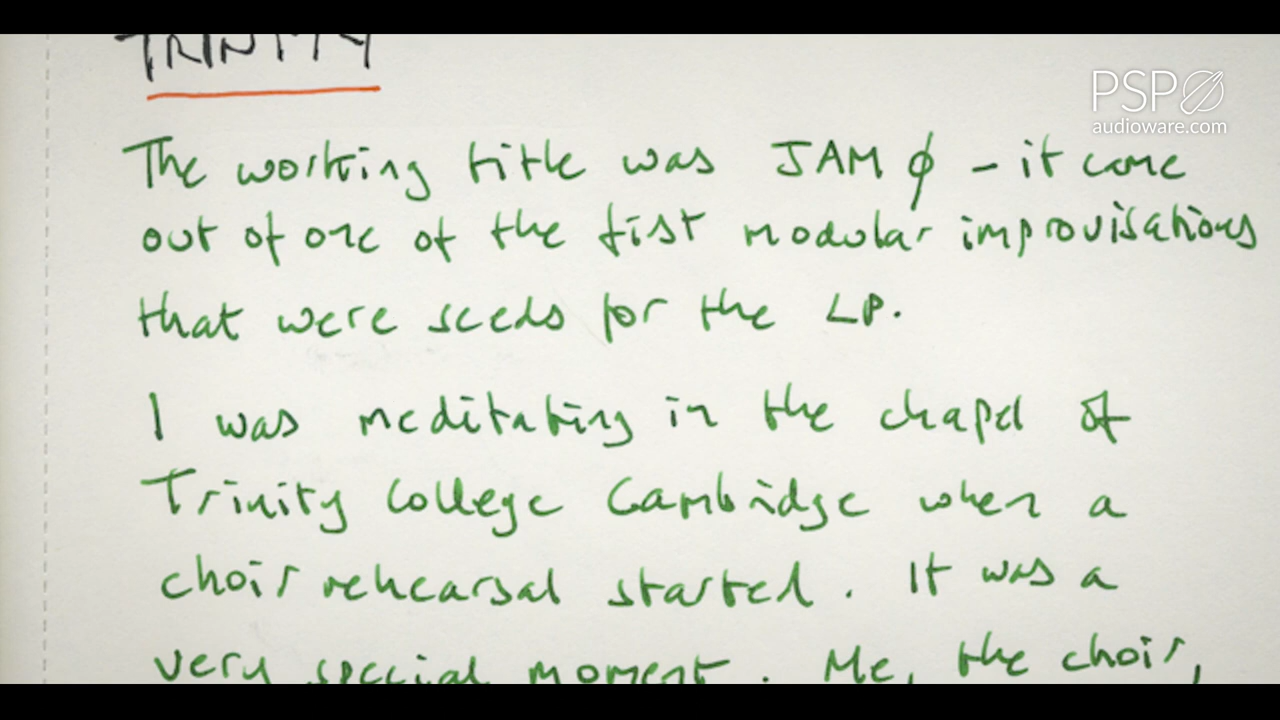 TRINITY
PSP
audioware.com
The working title was JAM ϕ - it came
out of one of the first modular improvisations
that were seeds for the LP.
I was meditating in the chapel of
Trinity College Cambridge when a
choir rehearsal started. It was a
very special moment. Me, the choir,